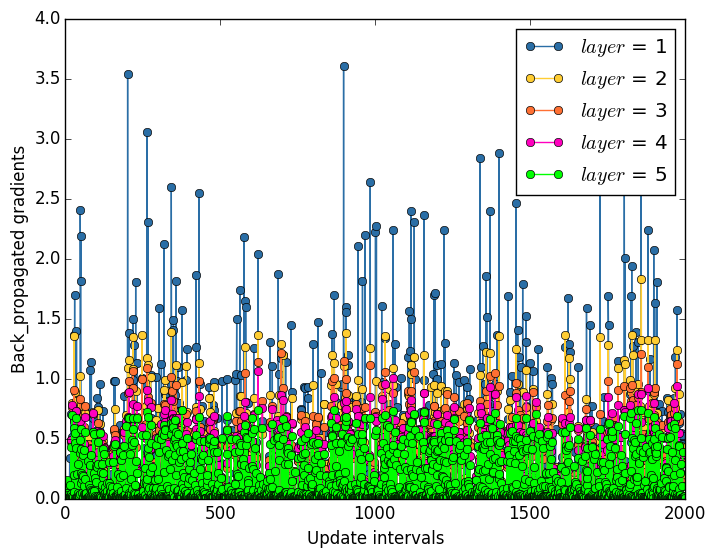 4.0
3.5
3.0
2.5
2.0
1.5
1.0
0.5
0.0
Back_propagated gradients
0 500 1000 1500 2000
Update intervals
layer = 1
layer = 2
layer = 3
layer = 4
layer = 5